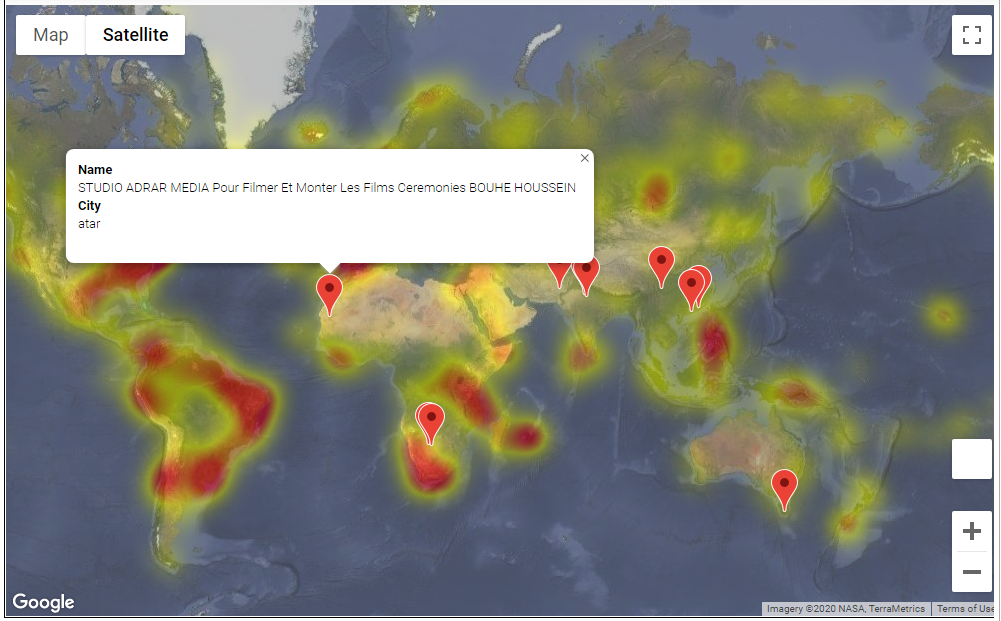 Map
Satellite
Name
STUDIO ADRAR MEDIA Pour Filmer Et Monter Les Films Ceremonies BOUHE HOUSSEIN
City
atar
Google
Imagery ©2020 NASA, TerraMetrics
Terms of Use